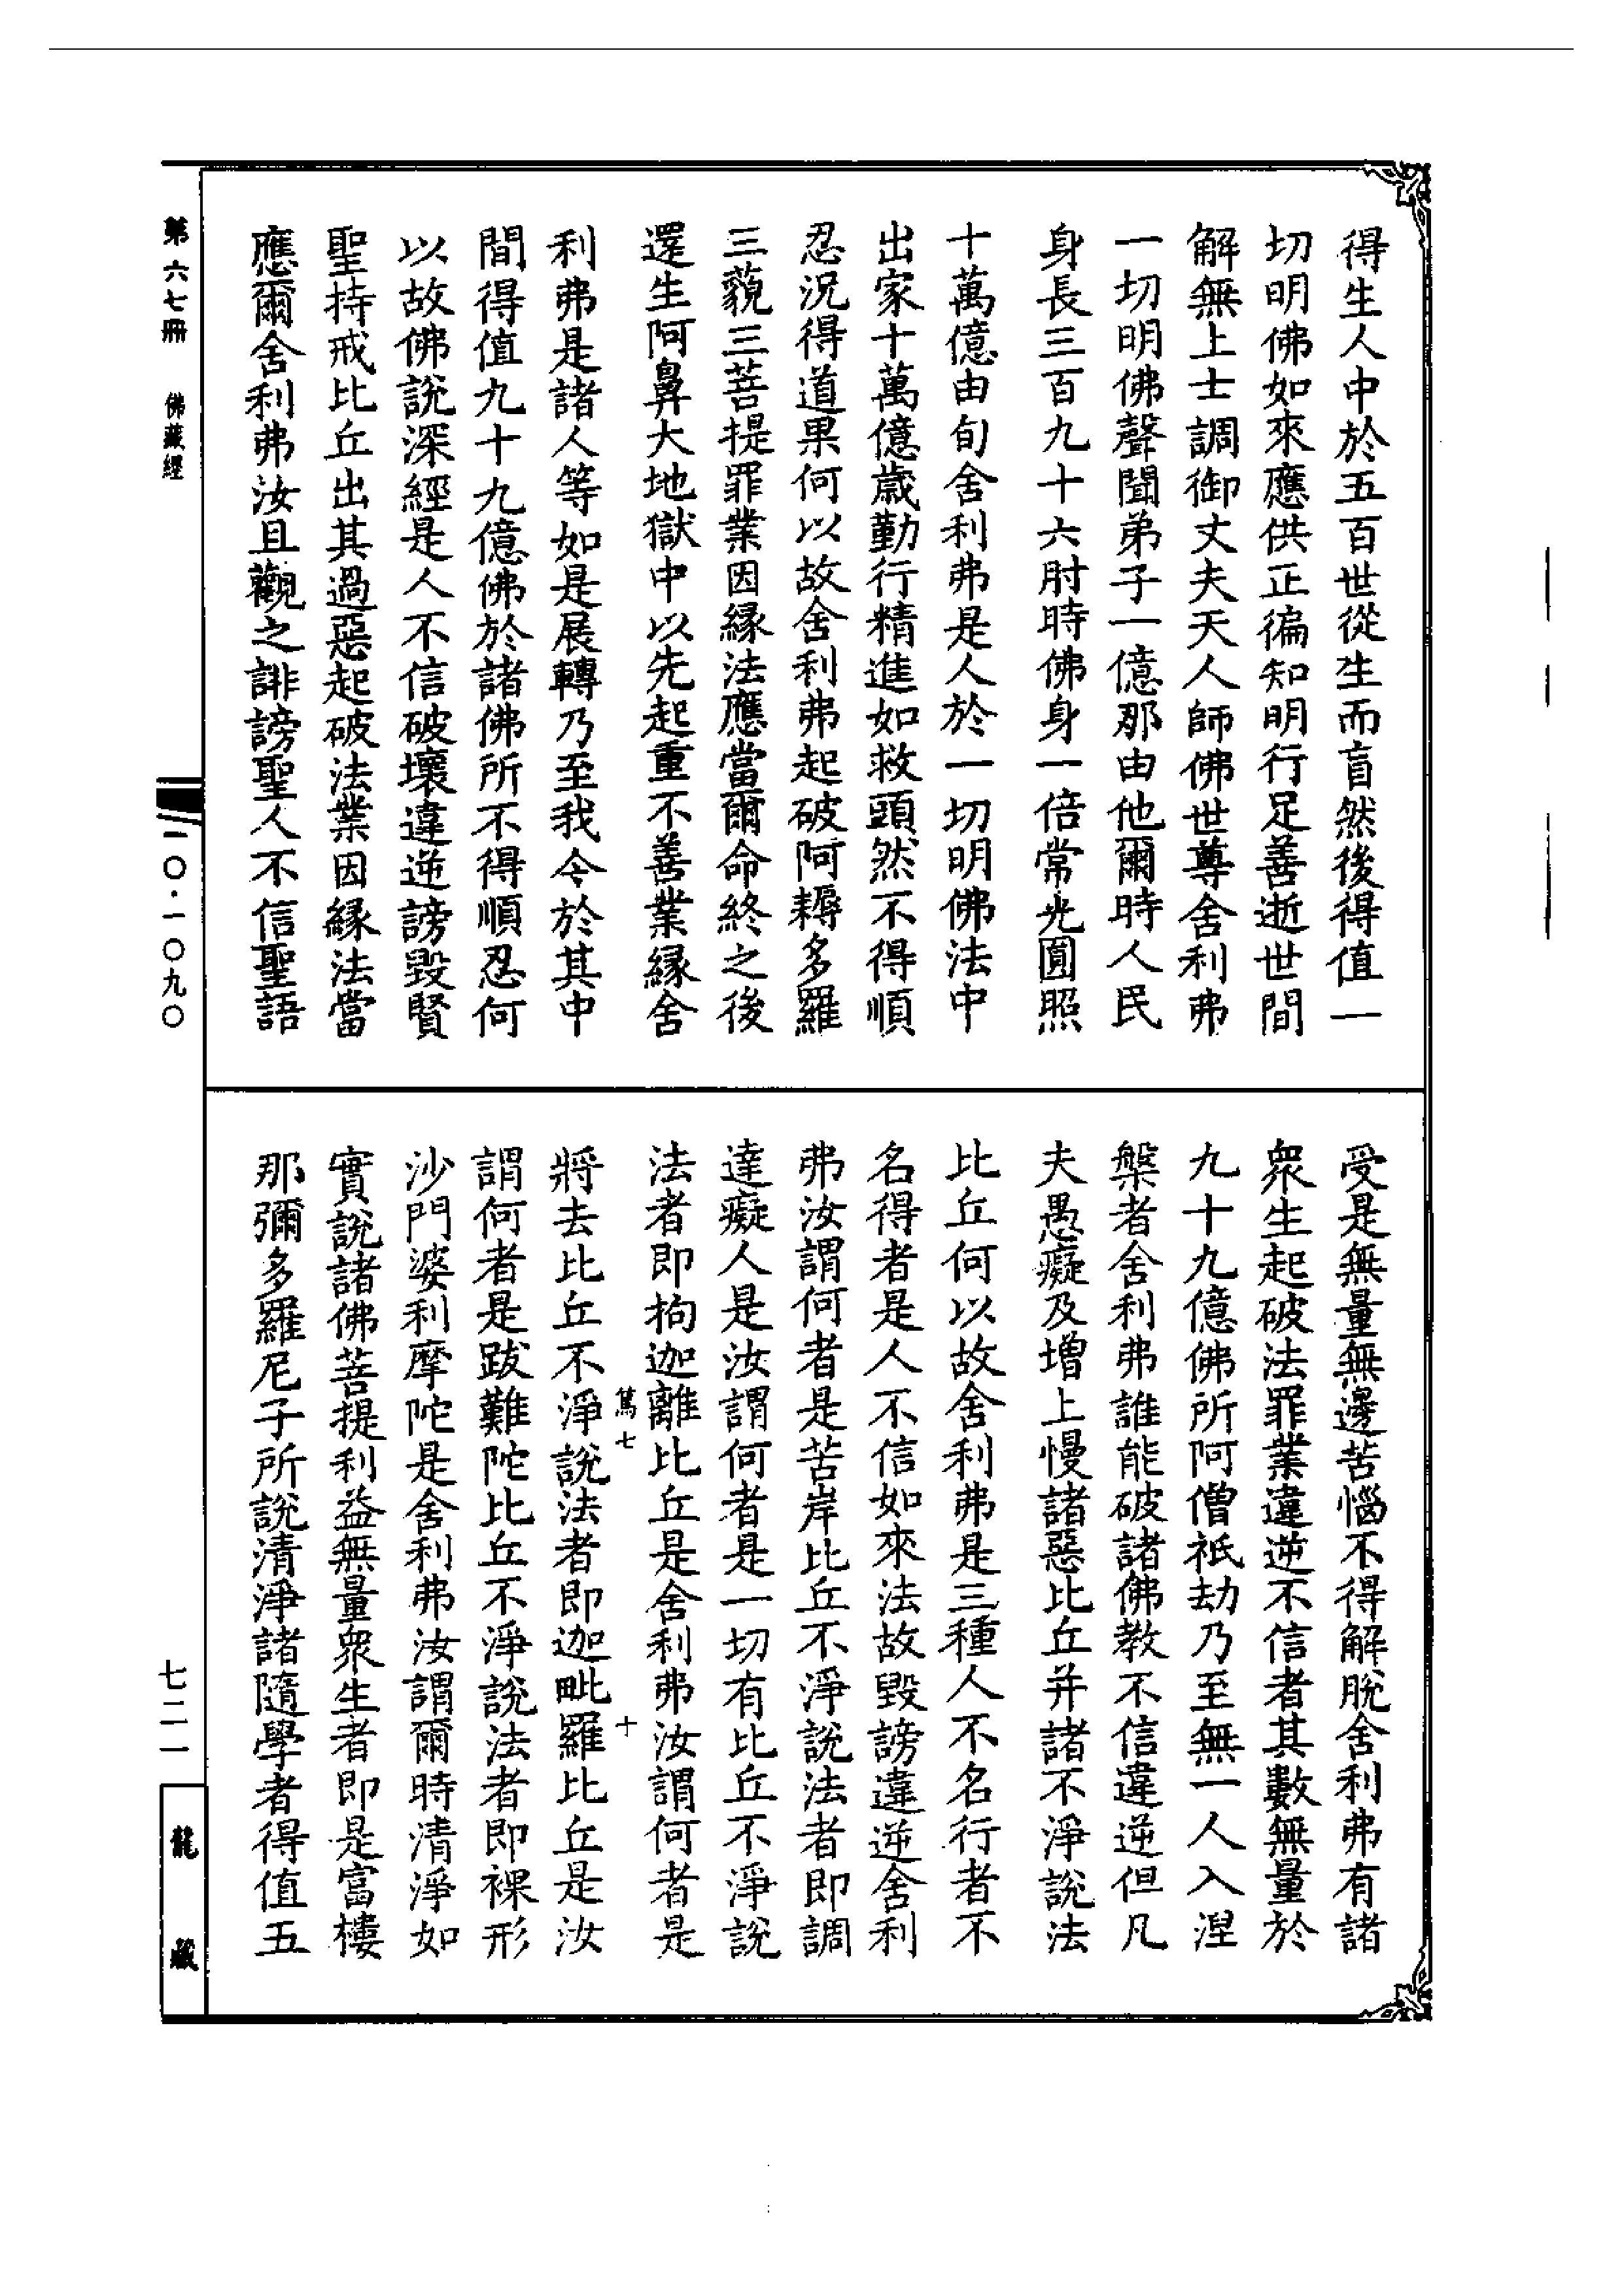 得生人中於五百世從生而盲然後得值一
切明佛如來應供正徧知明行足善逝世間
解無上士調御丈夫天人師佛世尊舍利弗
一切明佛聲聞弟子一億那由他爾時人民
身長三百九十六肘時佛身一倍常光圓照
十萬億由旬舍利弗是人於一切明佛法中
出家十萬億歲勤行精進如救頭然不得順
忍況得道果何以故舍利弗起破阿耨多羅
三藐三菩提罪業因緣法應當爾命終之後
還生阿鼻大地獄中以先起重不善業緣舍
利弗是諸人等如是展轉乃至我今於其中
間得值九十九億佛於諸佛所不得順忍何
以故佛說深經是人不信破壞違逆謗毀賢
聖持戒比丘出其過惡起破法業因緣法當
應爾舍利弗汝且觀之誹謗聖人不信聖語
受是無量無邊苦惱不得解脫舍利弗有諸
衆生起破法罪業違逆不信者其數無量於
九十九億佛所阿僧祇劫乃至無一人入涅
槃者舍利弗誰能破諸佛教不信違逆但凡
夫愚癡及增上慢諸惡比丘并諸不淨說法
比丘何以故舍利弗是三種人不名行者不
名得者是人不信如來法故毀謗違逆舍利
弗汝謂何者是苦岸比丘不淨說法者即調
達癡人是汝謂何者是一切有比丘不淨說
法者即拘迦離比丘是舍利弗汝謂何者是
篤七 十
將去比丘不淨說法者即迦毗羅比丘是汝
謂何者是跋難陀比丘不淨說法者即裸形
沙門婆利摩陀是舍利弗汝謂爾時清淨如
實說諸佛菩提利益無量衆生者即是富樓
那彌多羅尼子所說清淨諸隨學者得值五
第六七冊 佛藏經
一〇·一〇九〇
七二一
龍藏